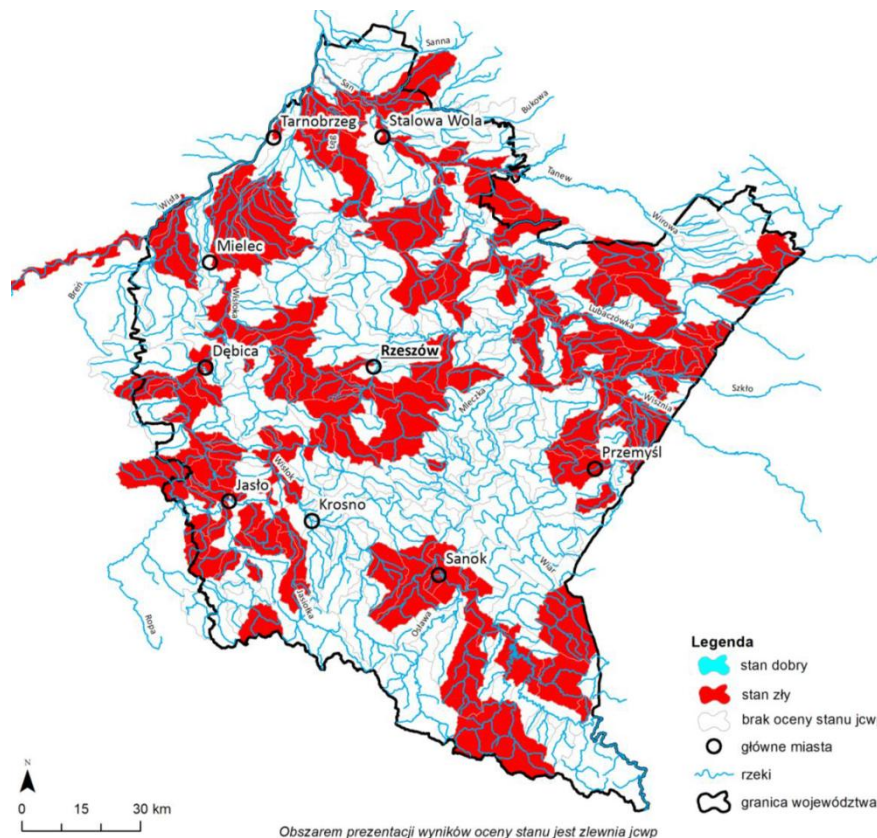 Sanna
San
Bukowa
Tarnobrzeg
Stalowa Wola
Łęg
Tanew
Wisła
Wirowa
Mielec
Breń
Wisłoka
Lubaczówka
Dębica
Rzeszów
Szkło
Mleczka
Wisznia
Przemyśl
Jasło
Wisłok
Krosno
Sanok
Wiar
Jasiołka
Osława
Ropa
Legenda
stan dobry
stan zły
brak oceny stanu jcwp
główne miasta
rzeki
granica województwa
N
0 15 30 km
Obszarem prezentacji wyników oceny stanu jest zlewnia jcwp